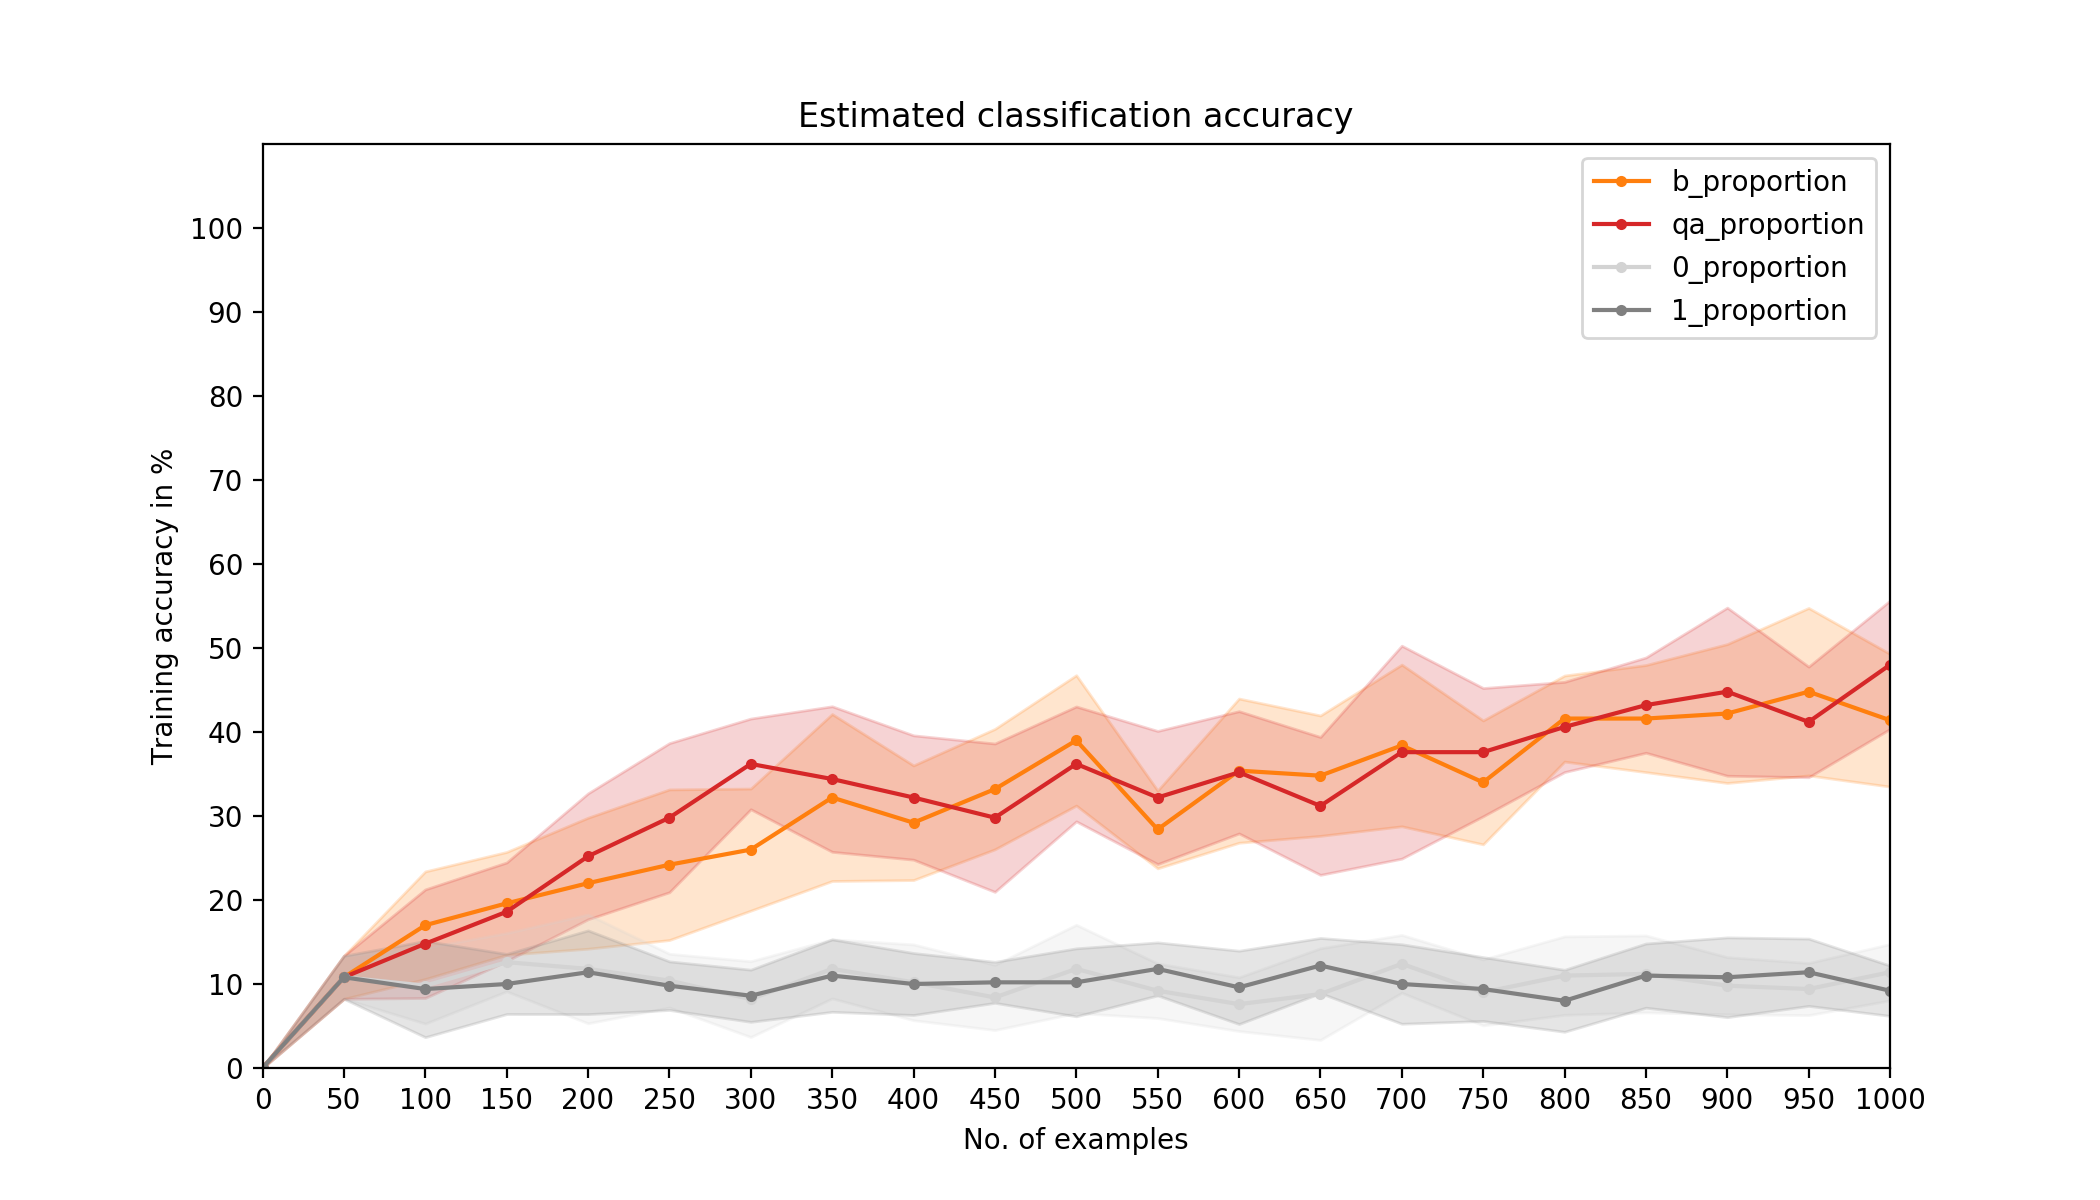 Estimated classification accuracy
b_proportion
qa_proportion
0_proportion
1_proportion
100
90
80
70
60
50
40
30
20
10
0
Training accuracy in %
0 50 100 150 200 250 300 350 400 450 500 550 600 650 700 750 800 850 900 950 1000
No. of examples